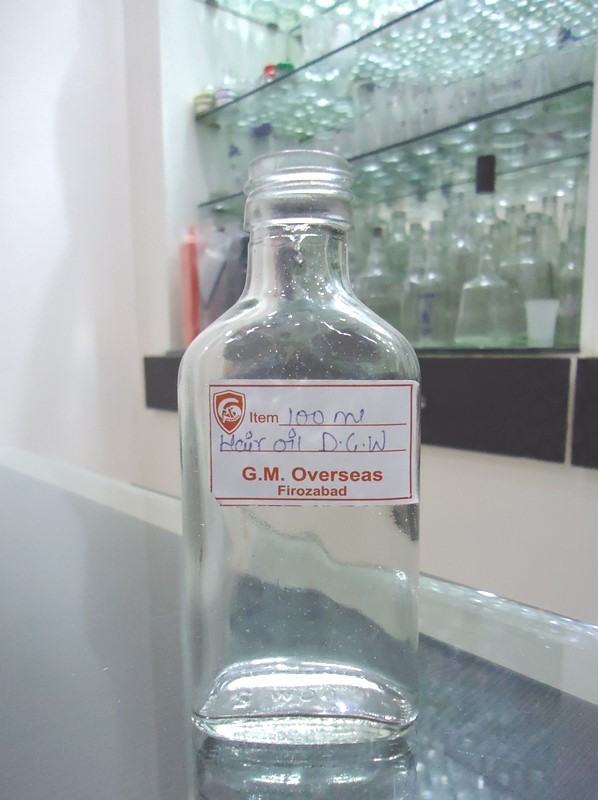 Item 100 ml
Hair oil D.G.W
G.M. Overseas
Firozabad